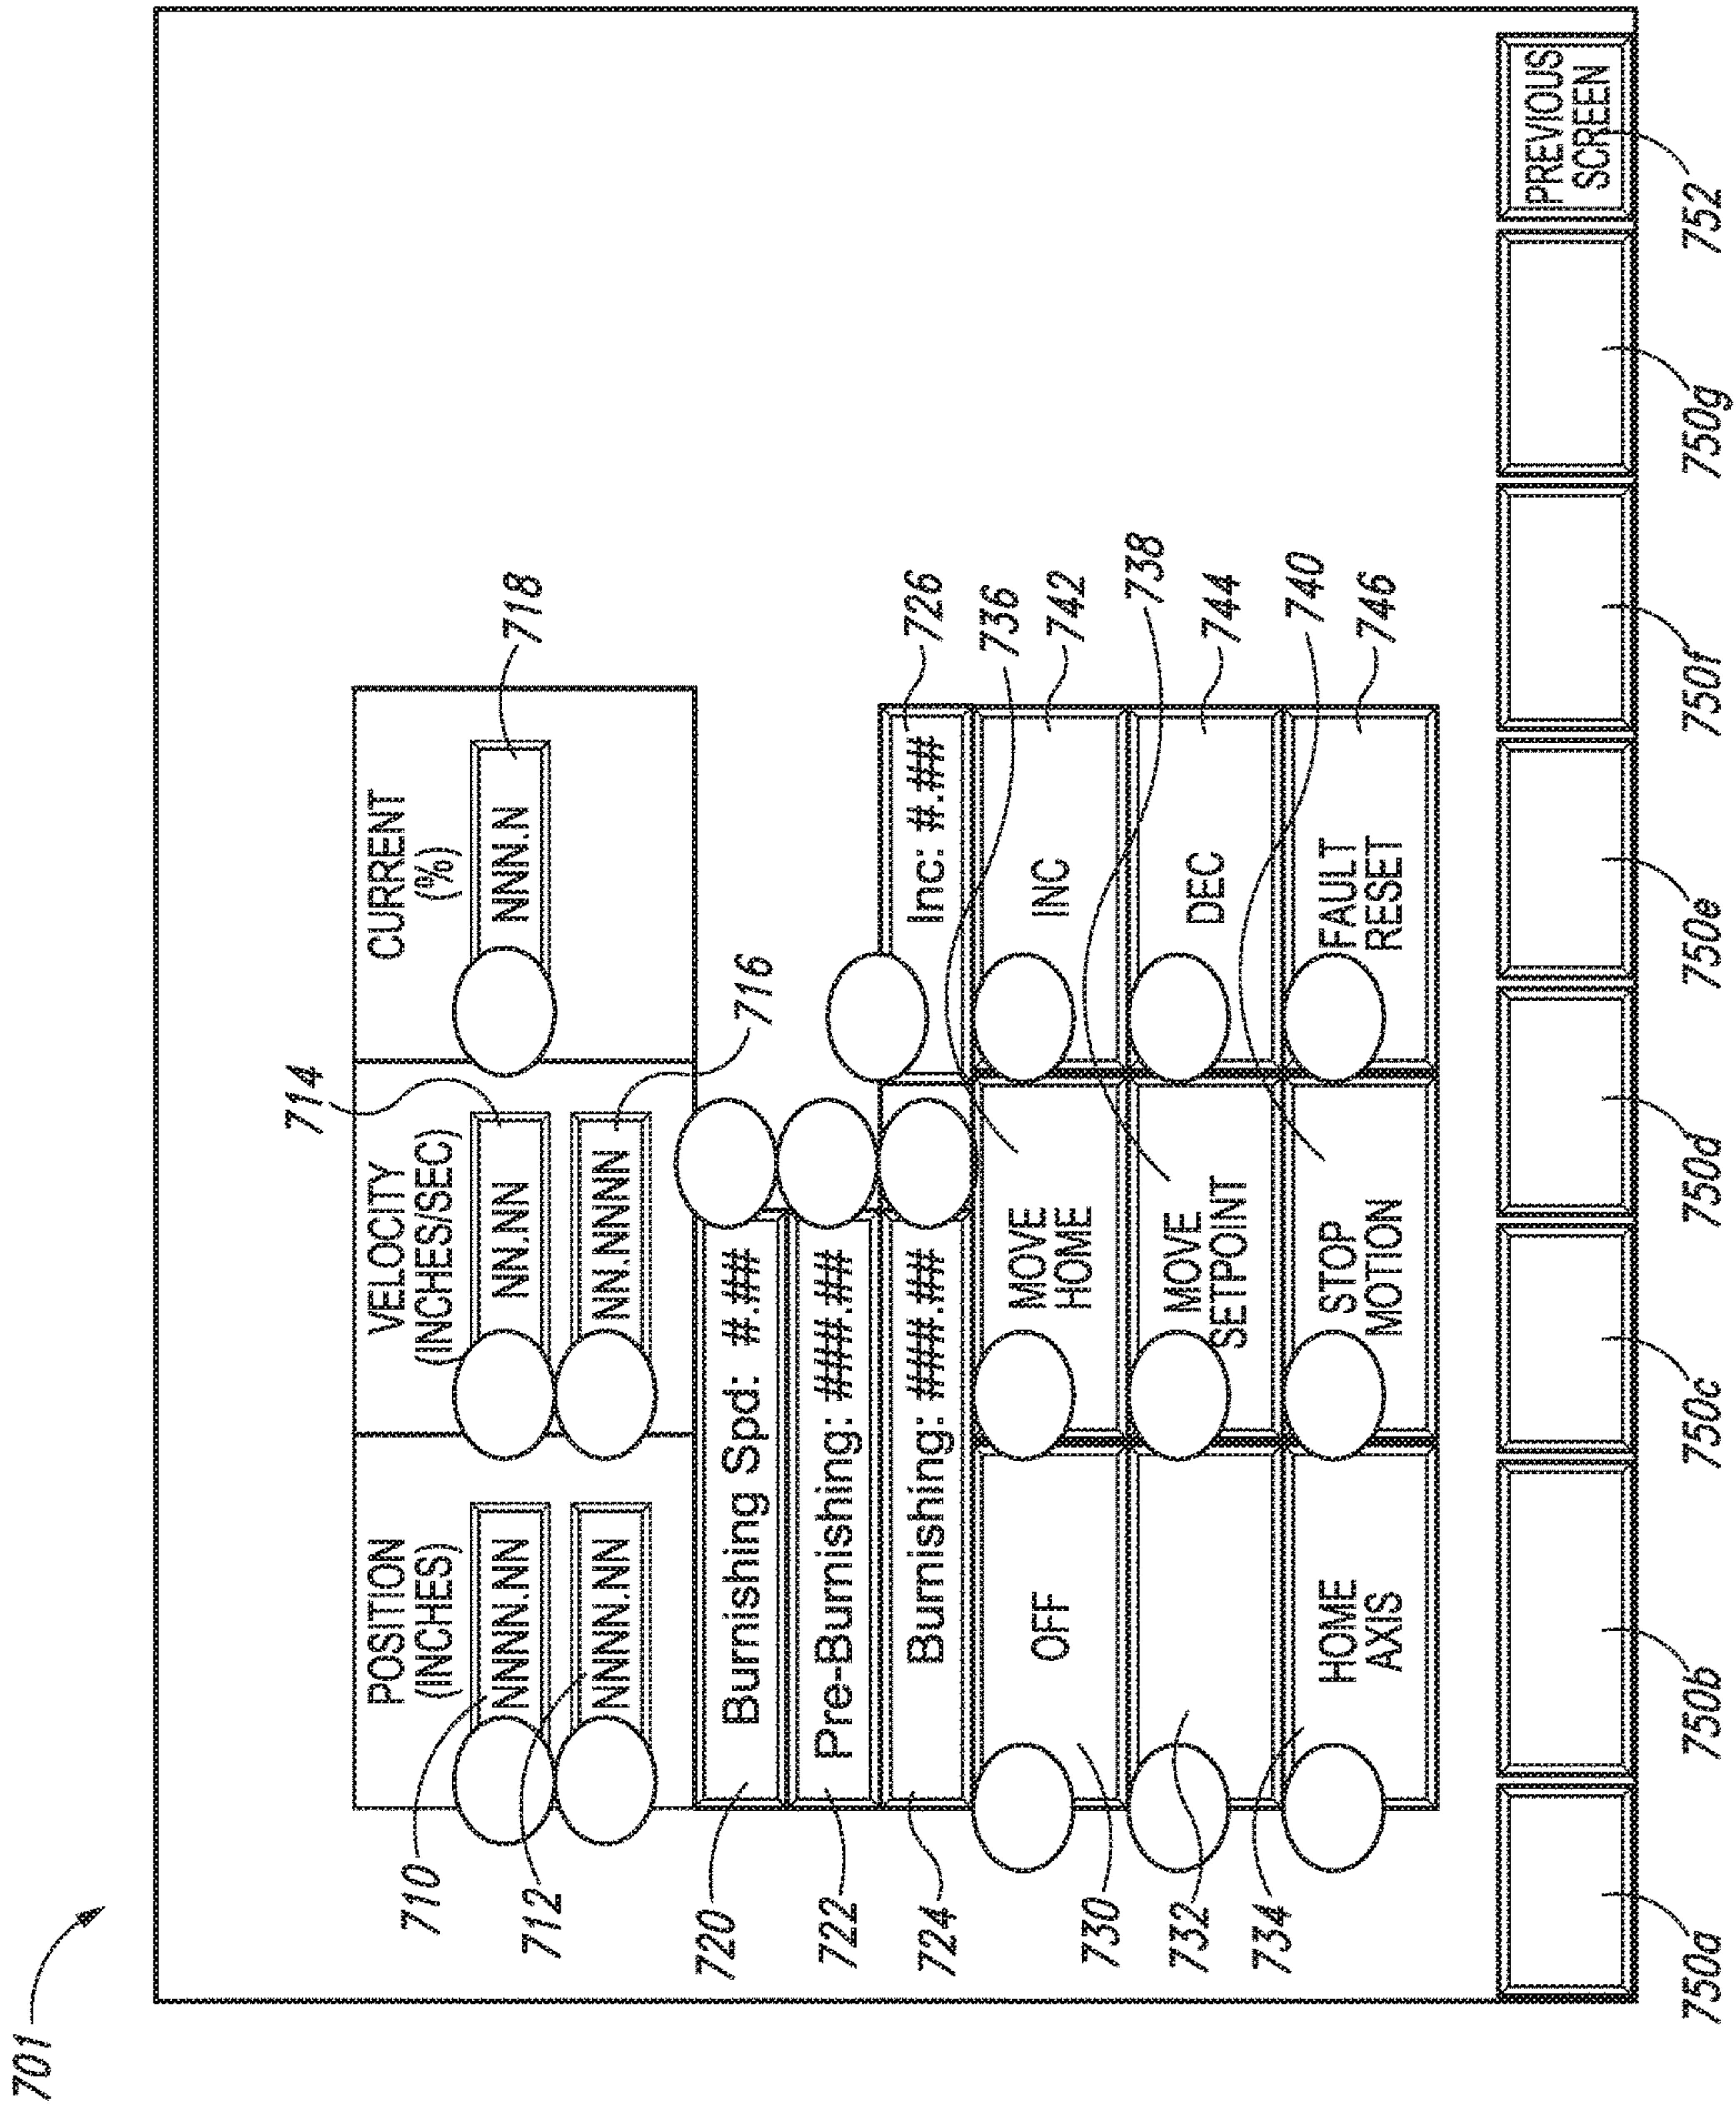 701
POSITION
(INCHES)
VELOCITY
(INCHES/SEC)
CURRENT
(%)
714
718
710
NNNN.NN
NN.NN
NNN.N
712
NNNN.NN
NN.NNNN
716
720
Burnishing Spd: #.##
722
Pre-Burnishing: ###.##
724
Burnishing: ###.##
Inc: #.##
726
736
730
OFF
MOVE
HOME
INC
742
738
732
MOVE
SETPOINT
DEC
744
740
734
HOME
AXIS
STOP
MOTION
FAULT
RESET
746
PREVIOUS
SCREEN
750a
750b
750c
750d
750e
750f
750g
752